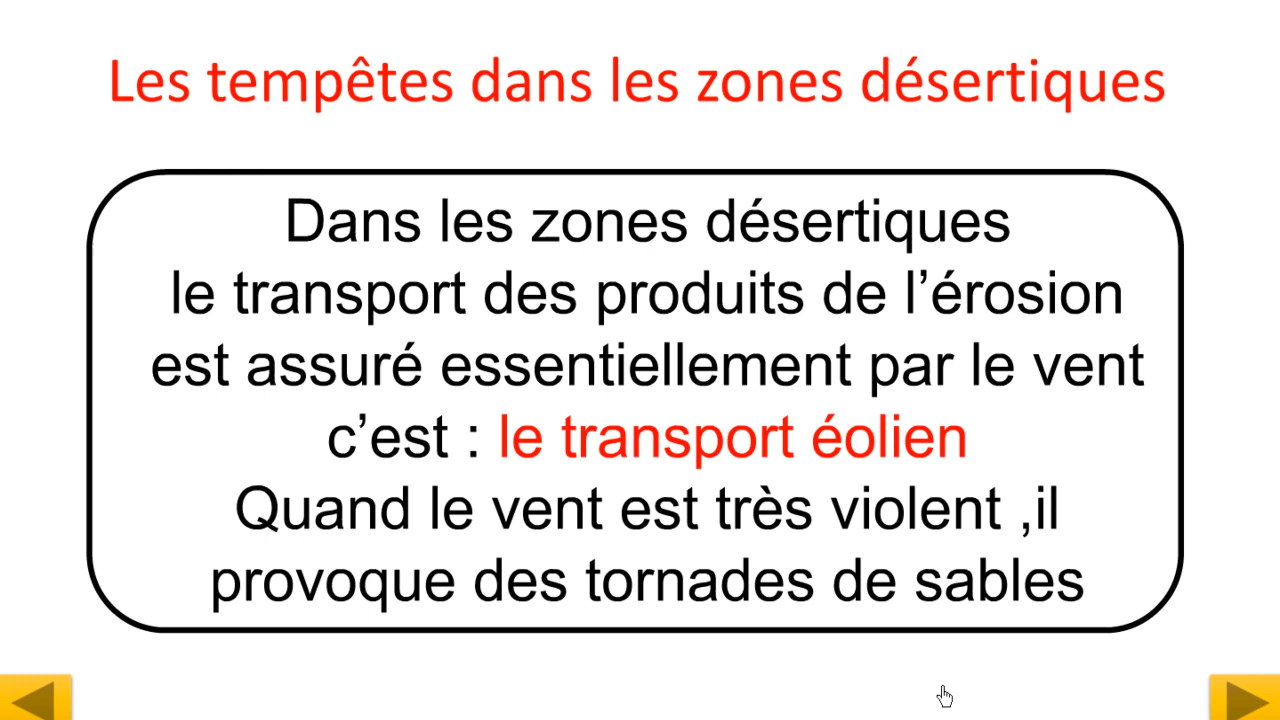 Les tempêtes dans les zones désertiques
Dans les zones désertiques
le transport des produits de l’érosion
est assuré essentiellement par le vent
c’est : le transport éolien
Quand le vent est très violent ,il
provoque des tornades de sables